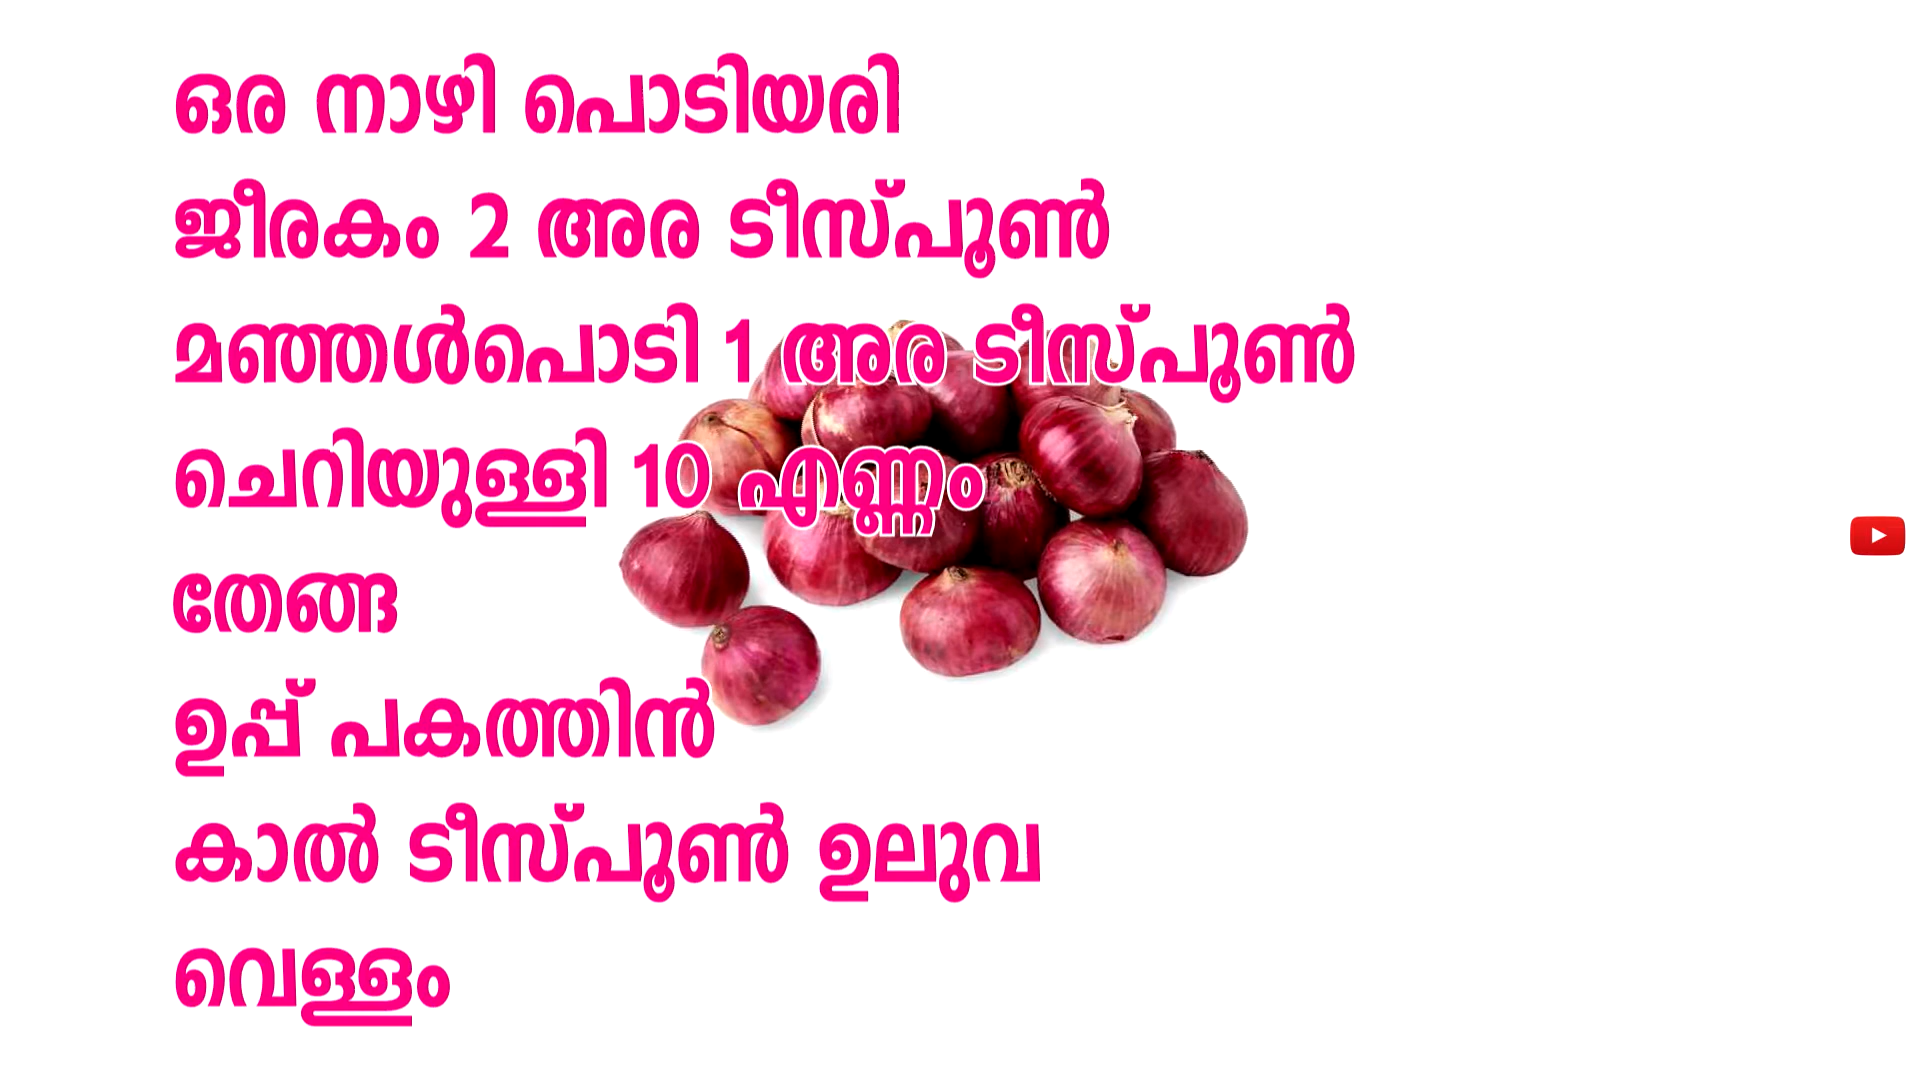 ഒര നാഴി പൊടിയരി
ജീരകം 2 അര ടീസ്പൂൺ
മഞ്ഞൾപൊടി 1 അര ടീസ്പൂൺ
ചെറിയുള്ളി 10 എണ്ണം
തേങ്ങ
ഉപ്പ് പകത്തിൻ
കാൽ ടീസ്പൂൺ ഉലുവ
വെള്ളം